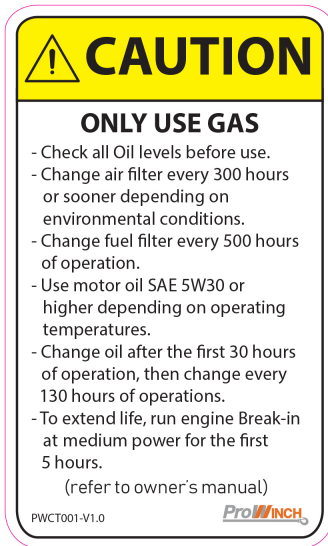 CAUTION
ONLY USE GAS
- Check all Oil levels before use.
- Change air filter every 300 hours
or sooner depending on
environmental conditions.
- Change fuel filter every 500 hours
of operation.
- Use motor oil SAE 5W30 or
higher depending on operating
temperatures.
- Change oil after the first 30 hours
of operation, then change every
130 hours of operations.
- To extend life, run engine Break-in
at medium power for the first
5 hours.
(refer to owner's manual)
PWCT001-V1.0
ProWinch